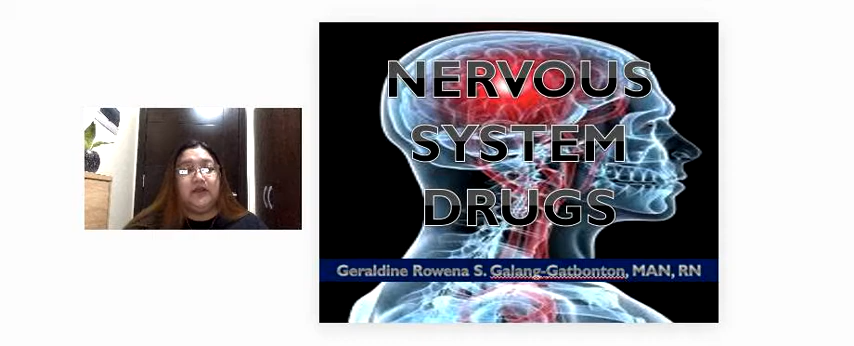 NERVOUS
SYSTEM
DRUGS
Geraldine Rowena S. Galang-Gatbonton, MAN, RN